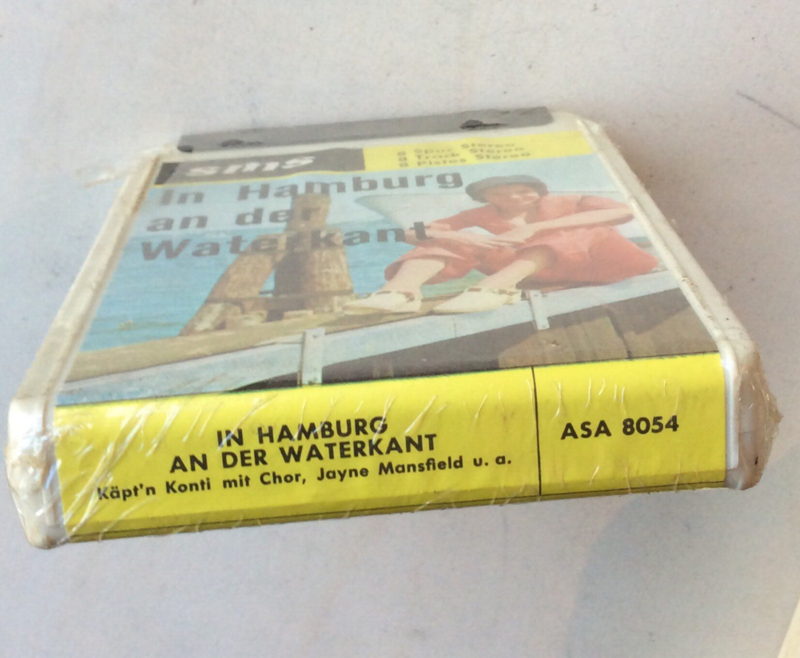 sms
8 Spur Stereo
8 Track Stereo
8 Pistes Stereo
In Hamburg
an der
Waterkant
IN HAMBURG
AN DER WATERKANT
Käpt'n Konti mit Chor, Jayne Mansfield u. a.
ASA 8054